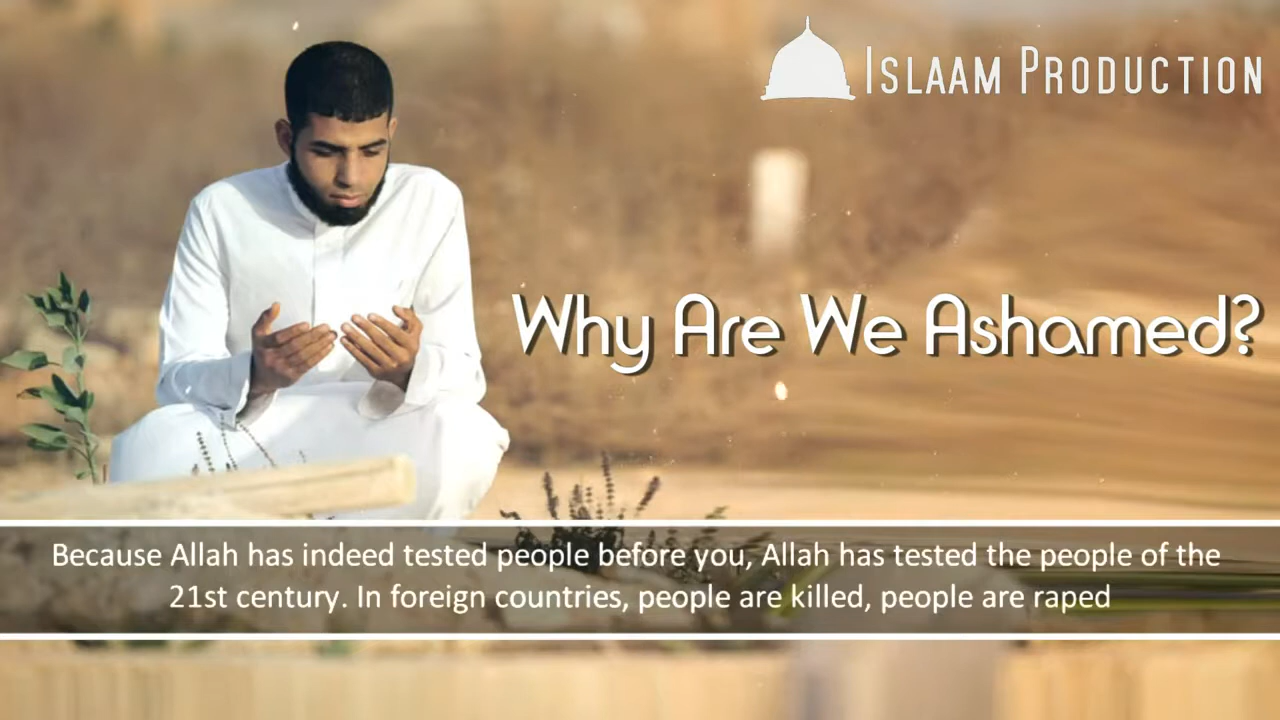 Islaam Production
Why Are We Ashamed?
Because Allah has indeed tested people before you, Allah has tested the people of the
21st century. In foreign countries, people are killed, people are raped